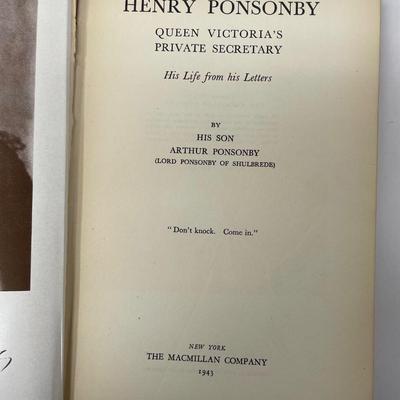 HENRY PONSONBY
QUEEN VICTORIA'S
PRIVATE SECRETARY
His Life from his Letters
BY
HIS SON
ARTHUR PONSONBY
(LORD PONSONBY OF SHULBREDE)
"Don't knock. Come in."
NEW YORK
THE MACMILLAN COMPANY
1943